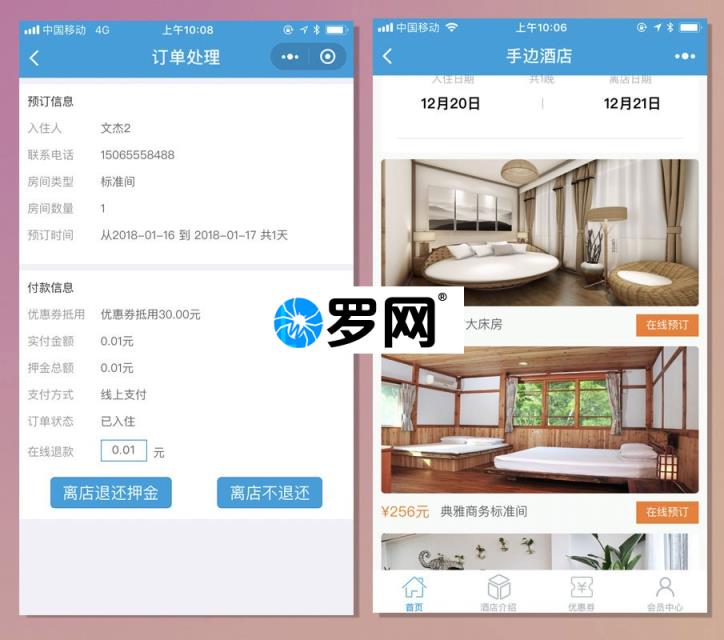 中国移动 4G 上午10:08
订单处理
预订信息
入住人 文杰2
联系电话 15065558488
房间类型 标准间
房间数量 1
预订时间 从2018-01-16 到 2018-01-17 共1天
付款信息
优惠券抵用 优惠券抵用30.00元
实付金额 0.01元
押金总额 0.01元
支付方式 线上支付
订单状态 已入住
在线退款 0.01 元
离店退还押金 离店不退还
罗网®
中国移动 上午10:06
手边酒店
入住日期 共1晚 离店日期
12月20日 12月21日
大床房 在线预订
¥256元 典雅商务标准间 在线预订
首页 酒店介绍 优惠券 会员中心